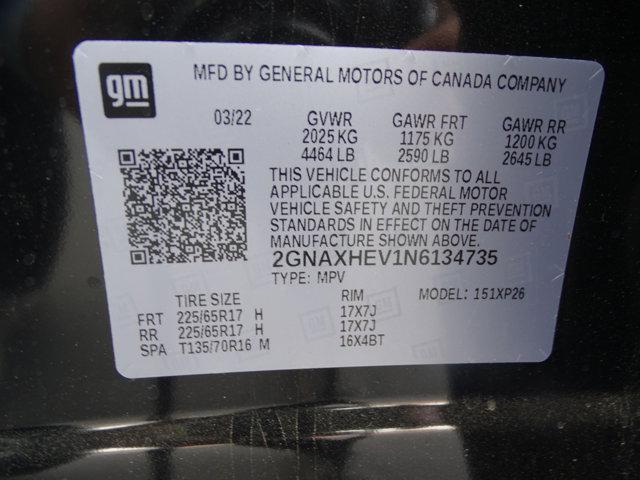 gm
MFD BY GENERAL MOTORS OF CANADA COMPANY
03/22 GVWR GAWR FRT GAWR RR
2025 KG 1175 KG 1200 KG
4464 LB 2590 LB 2645 LB
THIS VEHICLE CONFORMS TO ALL
APPLICABLE U.S. FEDERAL MOTOR
VEHICLE SAFETY AND THEFT PREVENTION
STANDARDS IN EFFECT ON THE DATE OF
MANUFACTURE SHOWN ABOVE.
2GNAXHEV1N6134735
TYPE: MPV MODEL: 151XP26
TIRE SIZE RIM
FRT 225/65R17 H 17X7J
RR 225/65R17 H 17X7J
SPA T135/70R16 M 16X4BT